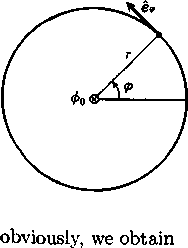 ê_φ
r
φ
ϕ₀
obviously, we obtain